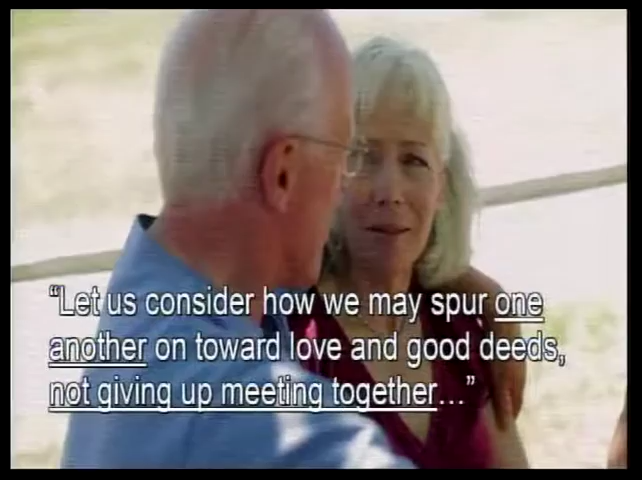 “Let us consider how we may spur one
another on toward love and good deeds,
not giving up meeting together...”